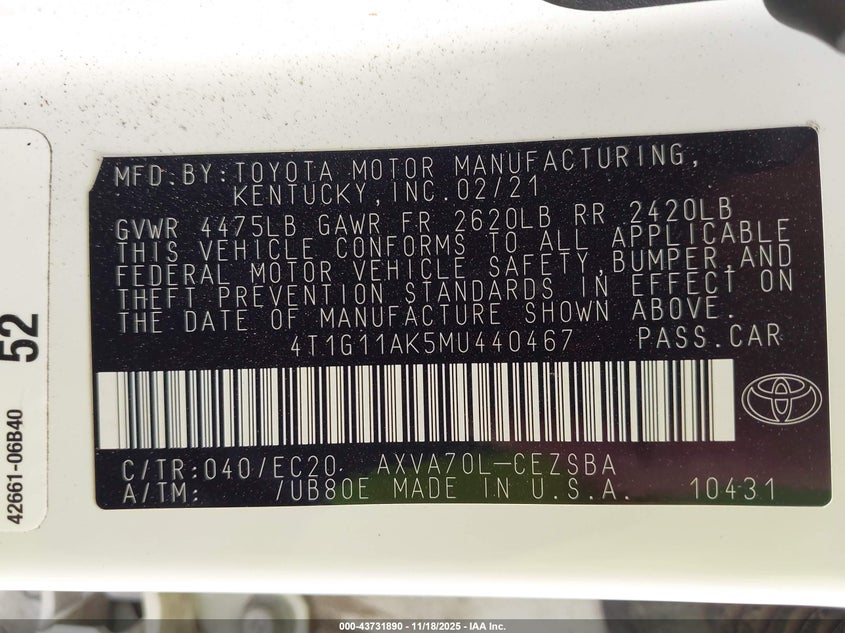 MFD.BY:TOYOTA MOTOR MANUFACTURING,
KENTUCKY,INC.02/21
GVWR 4475LB GAWR FR 2620LB RR 2420LB
THIS VEHICLE CONFORMS TO ALL APPLICABLE
FEDERAL MOTOR VEHICLE SAFETY,BUMPER,AND
THEFT PREVENTION STANDARDS IN EFFECT ON
THE DATE OF MANUFACTURE SHOWN ABOVE.
4T1G11AK5MU440467 PASS.CAR
C/TR:040/EC20 AXVA70L-CEZSBA
A/TM: /UB80E MADE IN U.S.A. 10431
52
42661-06B40
000-43731890 | 11/18/2025 | IAA Inc.